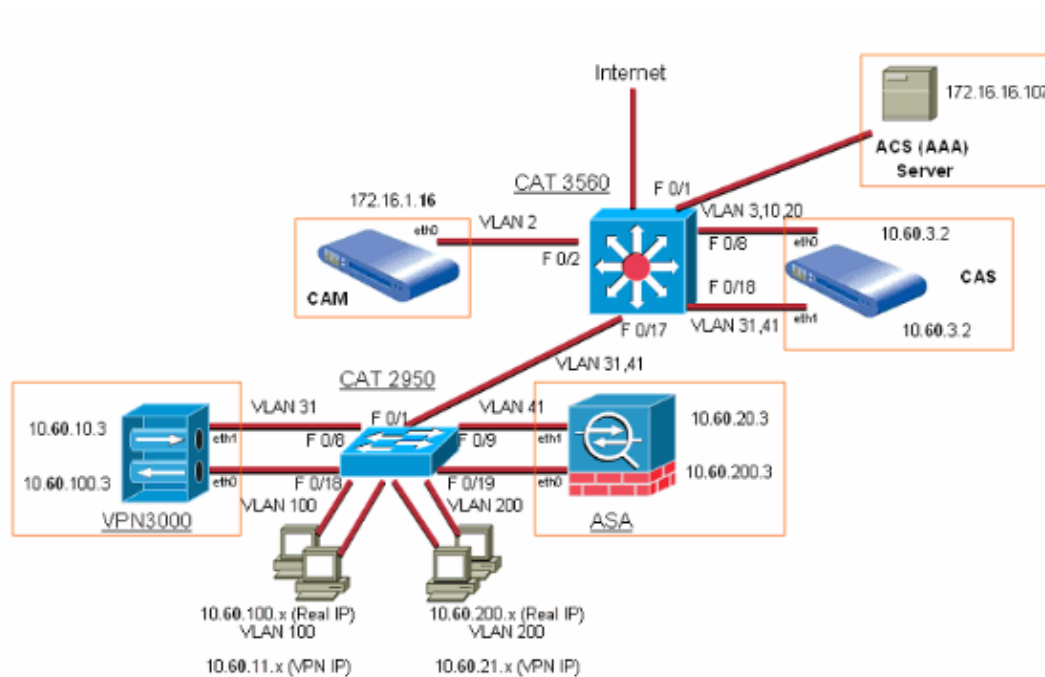 Internet
172.16.16.107
ACS (AAA)
Server
CAT 3560
F 0/1
172.16.1.16
VLAN 2
VLAN 3,10,20
eth0
F 0/2
F 0/8
eth0
10.60.3.2
CAM
F 0/18
CAS
F 0/17
VLAN 31,41
eth1
10.60.3.2
VLAN 31,41
CAT 2950
VLAN 31
F 0/1
VLAN 41
10.60.10.3
eth1
F 0/8
F 0/9
eth1
10.60.20.3
10.60.100.3
eth0
F 0/18
F 0/19
eth0
10.60.200.3
VLAN 100
VLAN 200
VPN3000
ASA
10.60.100.x (Real IP)
VLAN 100
10.60.200.x (Real IP)
VLAN 200
10.60.11.x (VPN IP)
10.60.21.x (VPN IP)